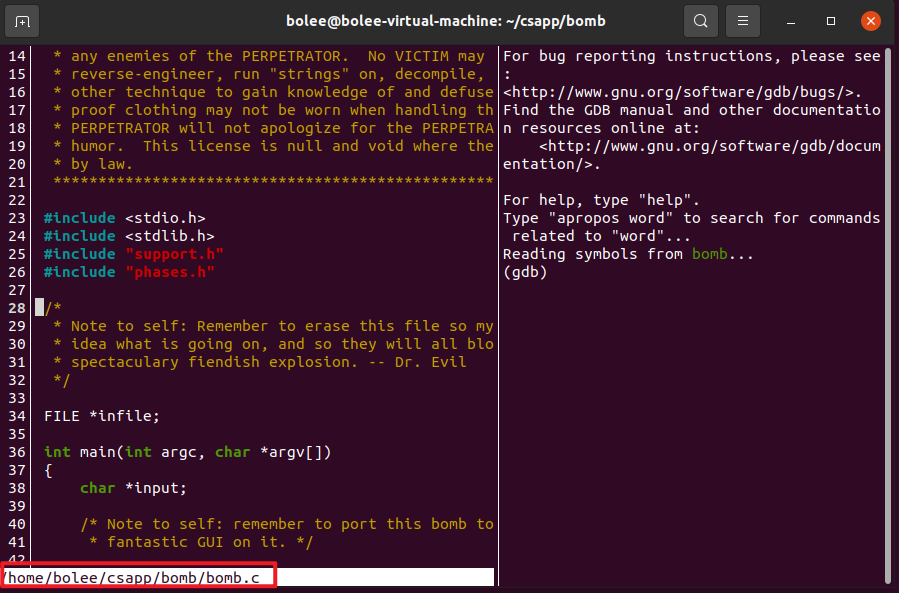 bolee@bolee-virtual-machine: ~/csapp/bomb
14 * any enemies of the PERPETRATOR.  No VICTIM may
15 * reverse-engineer, run "strings" on, decompile,
16 * other technique to gain knowledge of and defuse
17 * proof clothing may not be worn when handling th
18 * PERPETRATOR will not apologize for the PERPETRA
19 * humor.  This license is null and void where the
20 * by law.
21 *************************************************
22
23 #include <stdio.h>
24 #include <stdlib.h>
25 #include "support.h"
26 #include "phases.h"
27
28 /*
29 * Note to self: Remember to erase this file so my
30 * idea what is going on, and so they will all blo
31 * spectaculary fiendish explosion. -- Dr. Evil
32 */
33
34 FILE *infile;
35
36 int main(int argc, char *argv[])
37 {
38     char *input;
39
40     /* Note to self: remember to port this bomb to
41      * fantastic GUI on it. */
42
/home/bolee/csapp/bomb/bomb.c
For bug reporting instructions, please see
:
<http://www.gnu.org/software/gdb/bugs/>.
Find the GDB manual and other documentatio
n resources online at:
    <http://www.gnu.org/software/gdb/docum
entation/>.
For help, type "help".
Type "apropos word" to search for commands
 related to "word"...
Reading symbols from bomb...
(gdb)